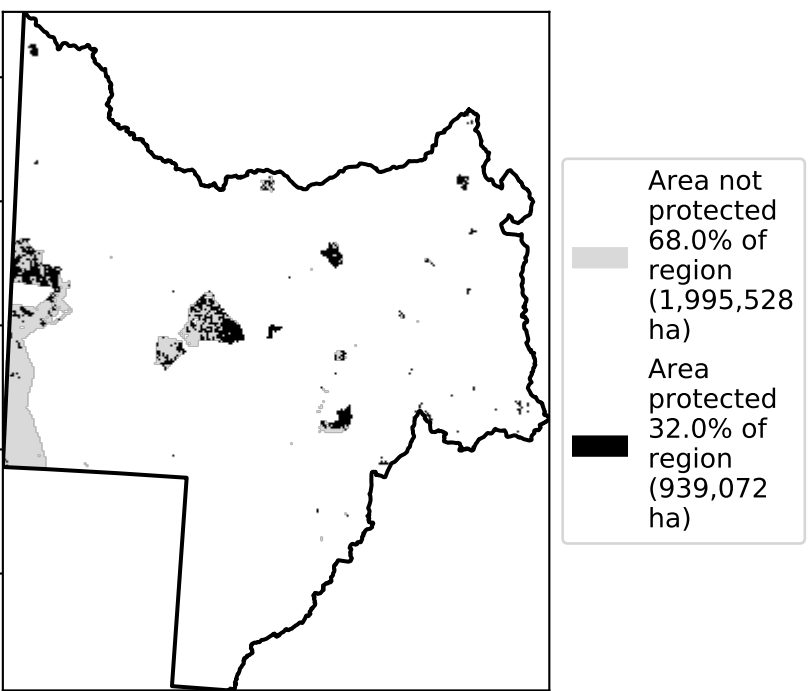 Area not
protected
68.0% of
region
(1,995,528
ha)
Area
protected
32.0% of
region
(939,072
ha)